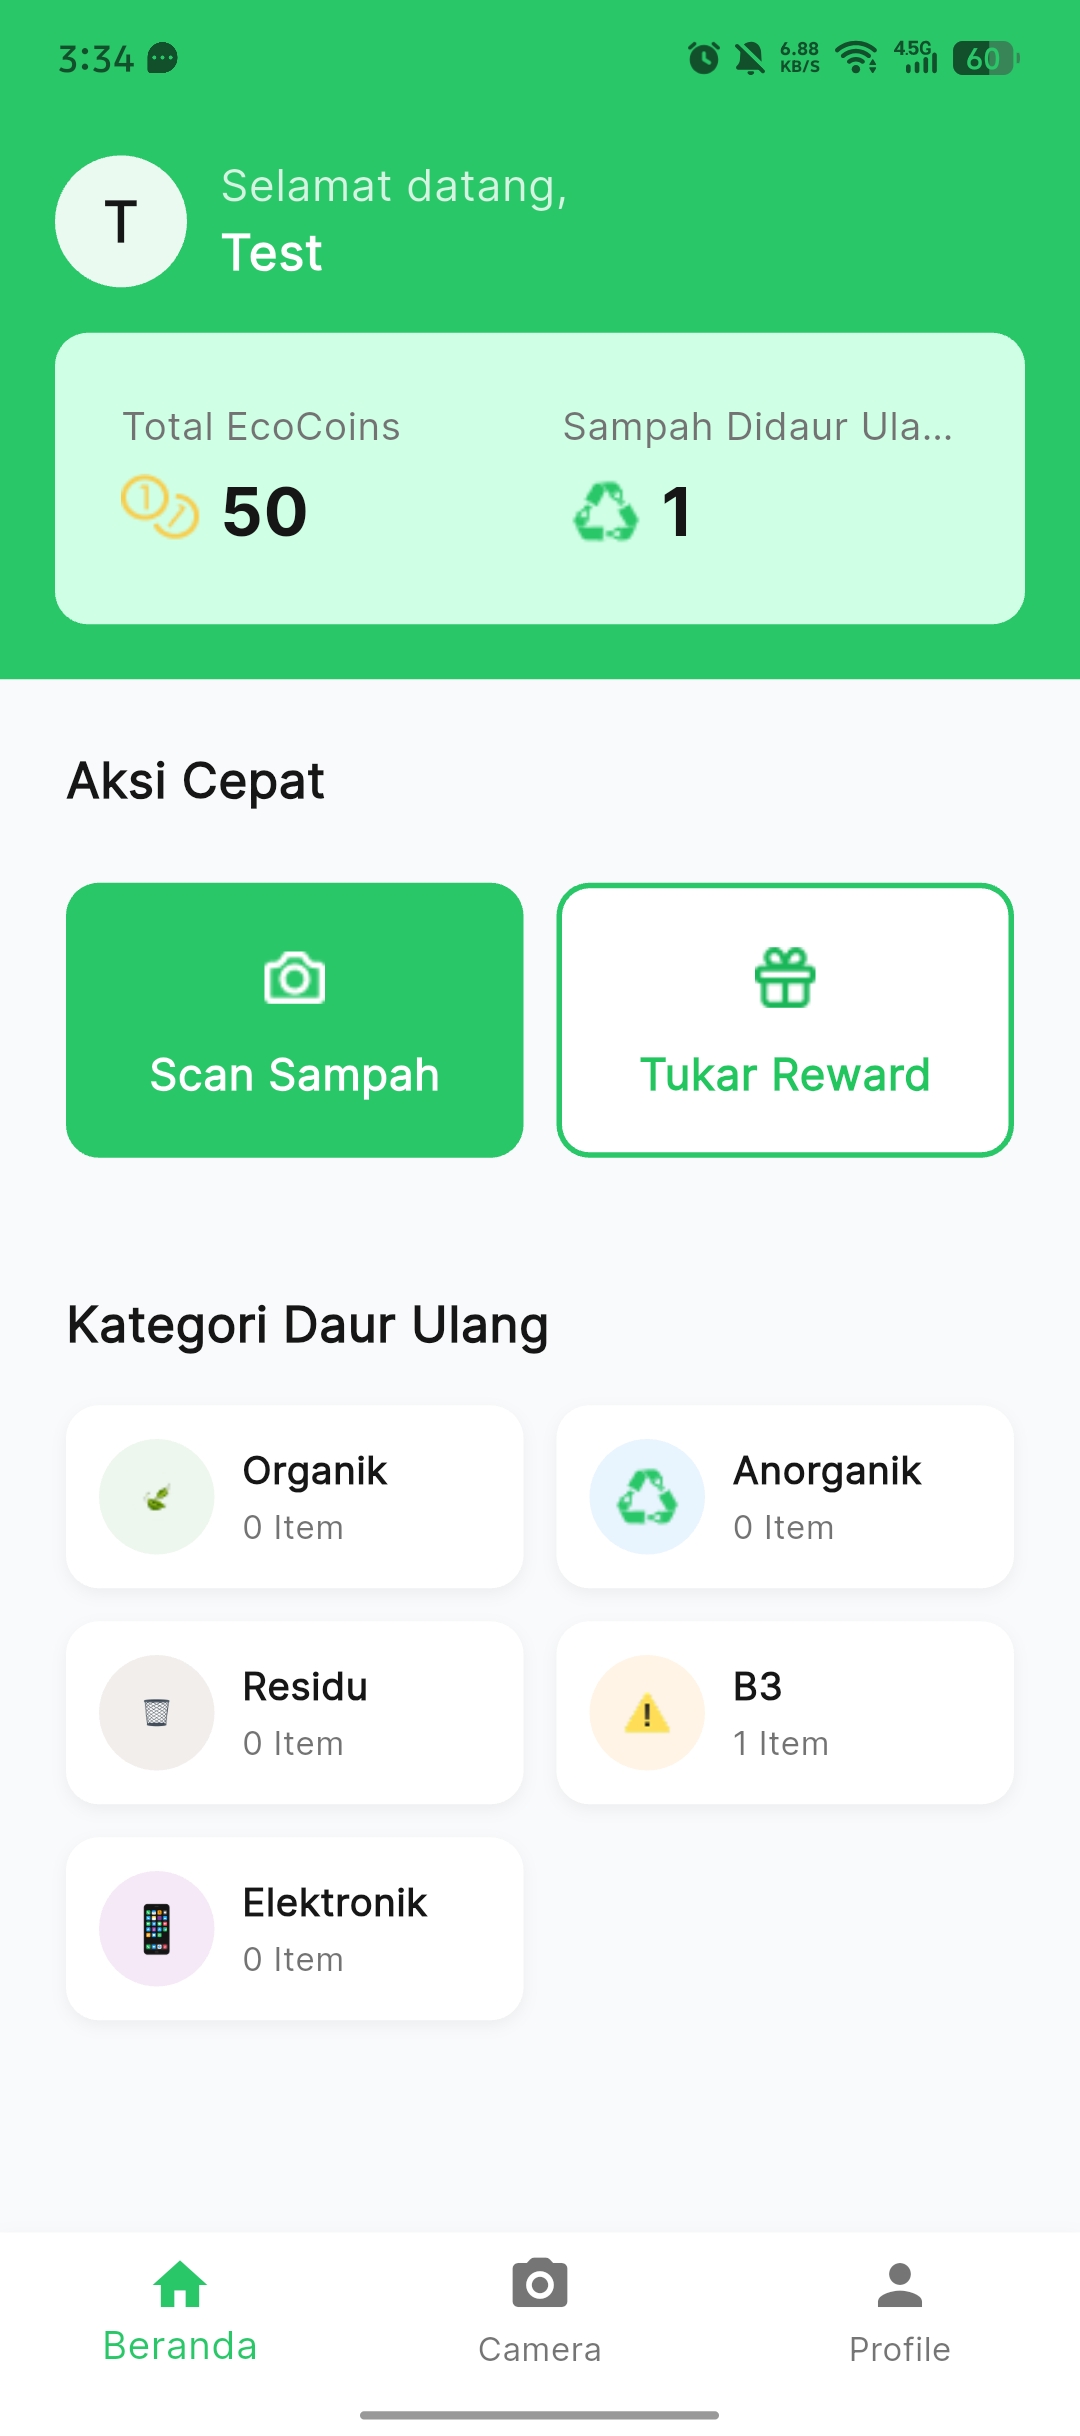 3:34
6.88
KB/S
4.5G
60
T
Selamat datang,
Test
Total EcoCoins
Sampah Didaur Ula...
50
1
Aksi Cepat
Scan Sampah
Tukar Reward
Kategori Daur Ulang
Organik
0 Item
Anorganik
0 Item
Residu
0 Item
B3
1 Item
Elektronik
0 Item
Beranda
Camera
Profile